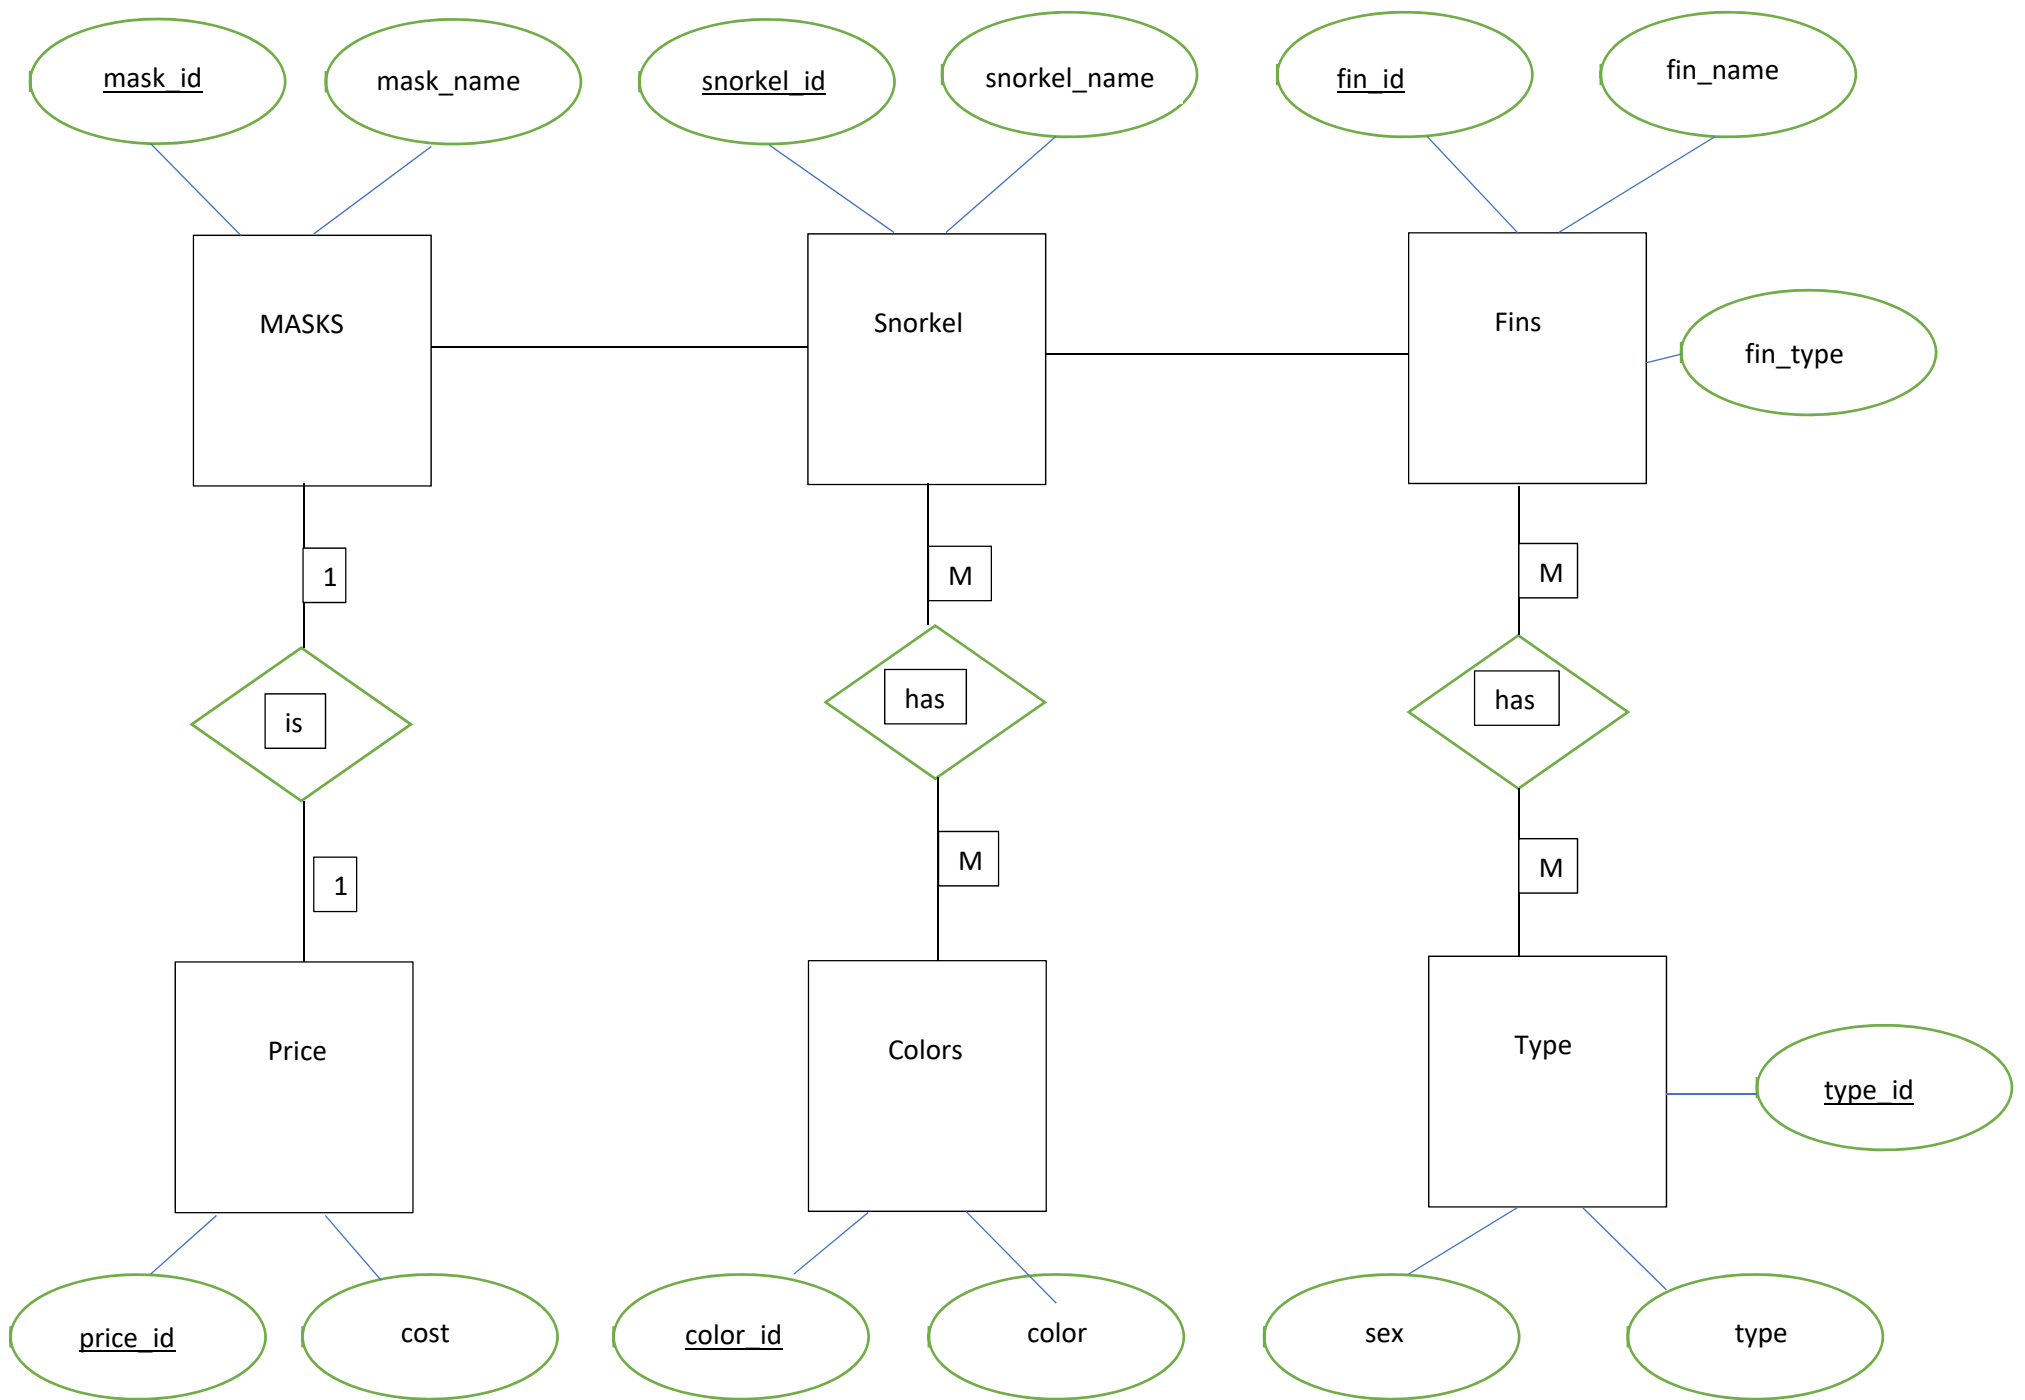 mask_id
mask_name
snorkel_id
snorkel_name
fin_id
fin_name
MASKS
Snorkel
Fins
fin_type
1
M
M
is
has
has
1
M
M
Price
Colors
Type
type_id
price_id
cost
color_id
color
sex
type